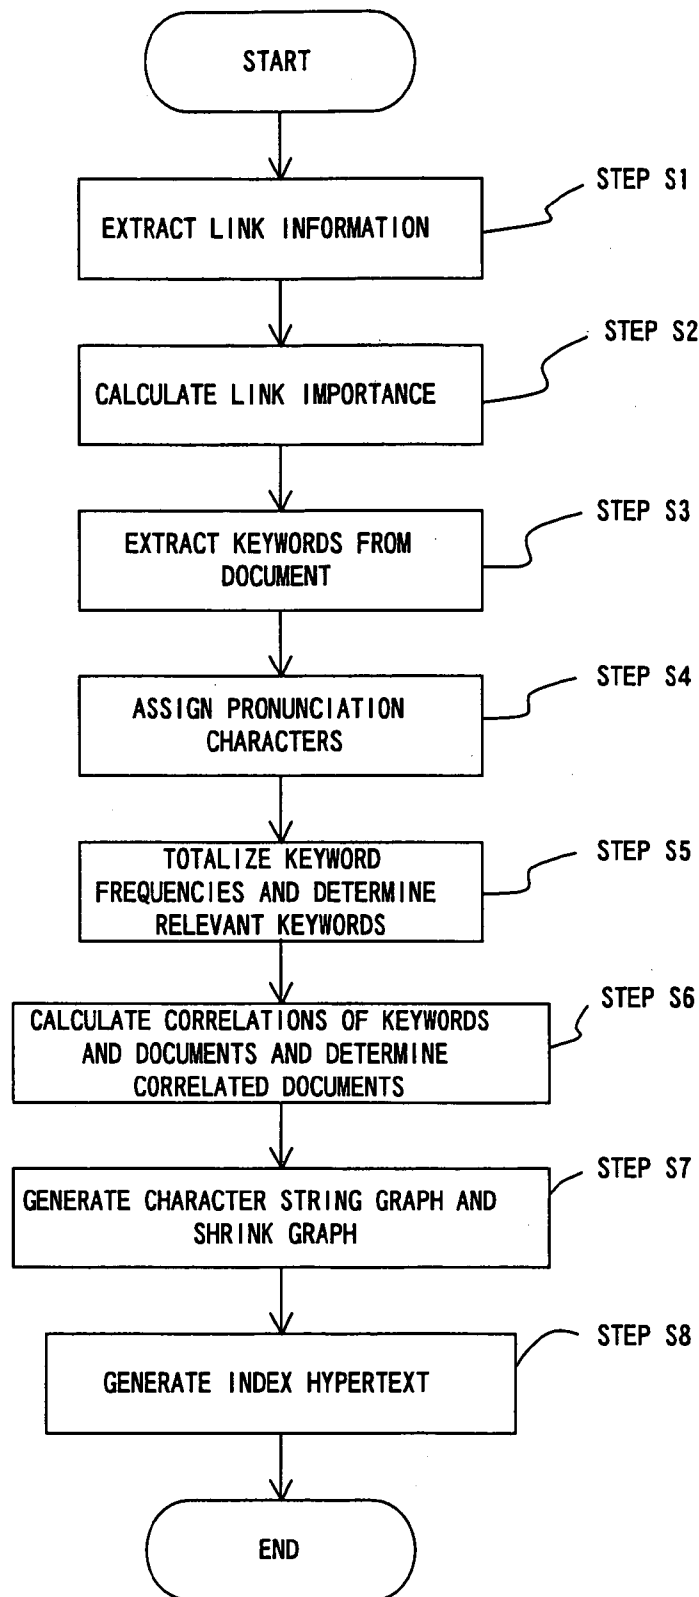 START
STEP S1
EXTRACT LINK INFORMATION
STEP S2
CALCULATE LINK IMPORTANCE
STEP S3
EXTRACT KEYWORDS FROM
DOCUMENT
STEP S4
ASSIGN PRONUNCIATION
CHARACTERS
STEP S5
TOTALIZE KEYWORD
FREQUENCIES AND DETERMINE
RELEVANT KEYWORDS
STEP S6
CALCULATE CORRELATIONS OF KEYWORDS
AND DOCUMENTS AND DETERMINE
CORRELATED DOCUMENTS
STEP S7
GENERATE CHARACTER STRING GRAPH AND
SHRINK GRAPH
STEP S8
GENERATE INDEX HYPERTEXT
END